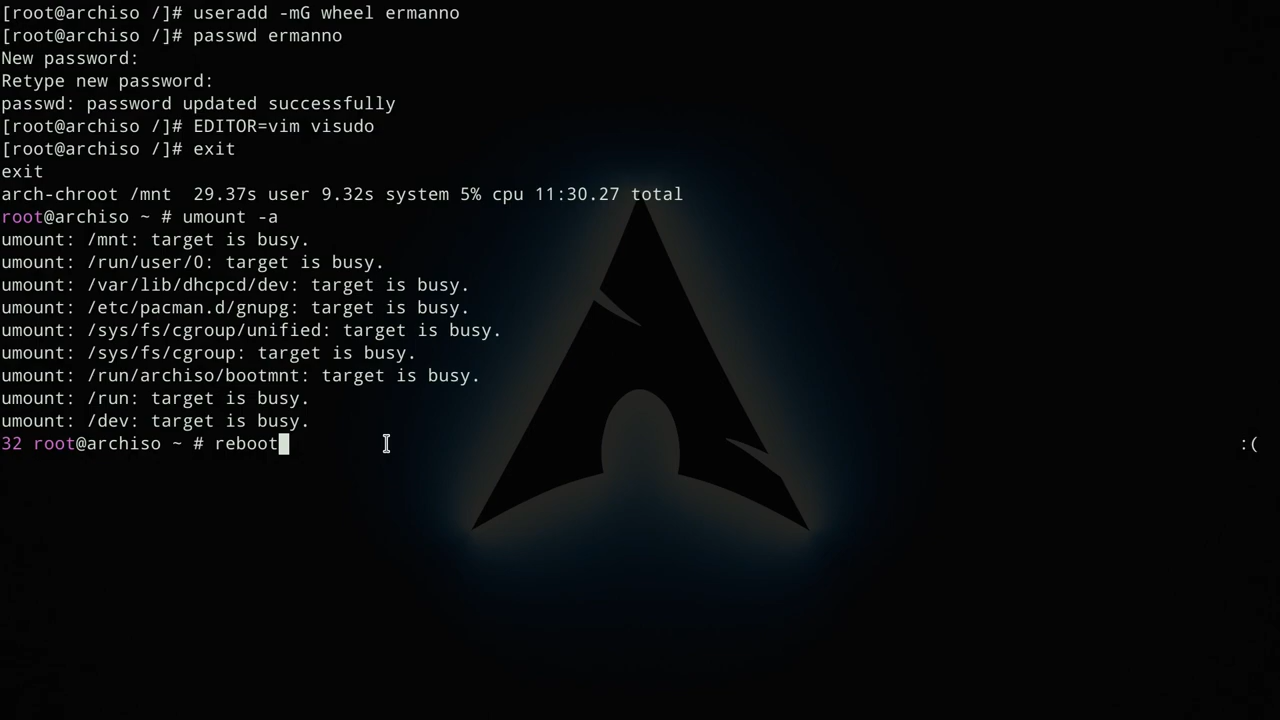 [root@archiso /]# useradd -mG wheel ermanno
[root@archiso /]# passwd ermanno
New password:
Retype new password:
passwd: password updated successfully
[root@archiso /]# EDITOR=vim visudo
[root@archiso /]# exit
exit
arch-chroot /mnt  29.37s user 9.32s system 5% cpu 11:30.27 total
root@archiso ~ # umount -a
umount: /mnt: target is busy.
umount: /run/user/0: target is busy.
umount: /var/lib/dhcpcd/dev: target is busy.
umount: /etc/pacman.d/gnupg: target is busy.
umount: /sys/fs/cgroup/unified: target is busy.
umount: /sys/fs/cgroup: target is busy.
umount: /run/archiso/bootmnt: target is busy.
umount: /run: target is busy.
umount: /dev: target is busy.
32 root@archiso ~ # reboot :(